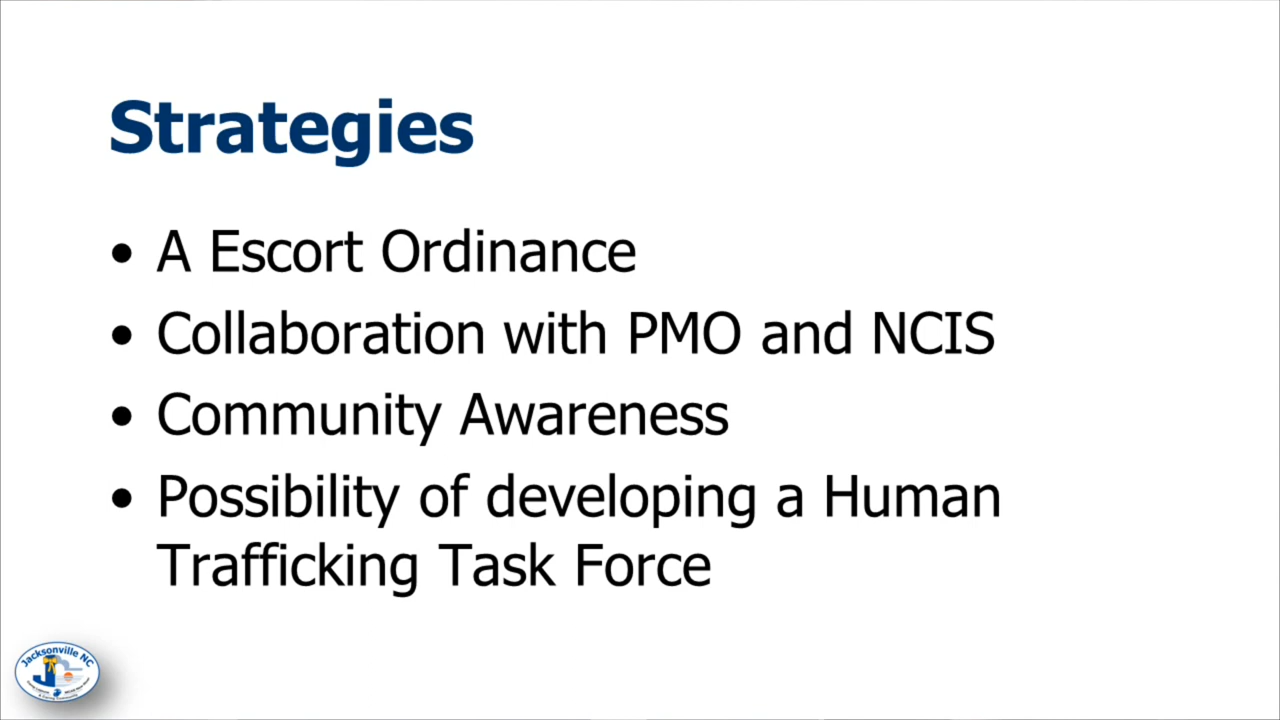 Strategies
• A Escort Ordinance
• Collaboration with PMO and NCIS
• Community Awareness
• Possibility of developing a Human
Trafficking Task Force
Jacksonville NC